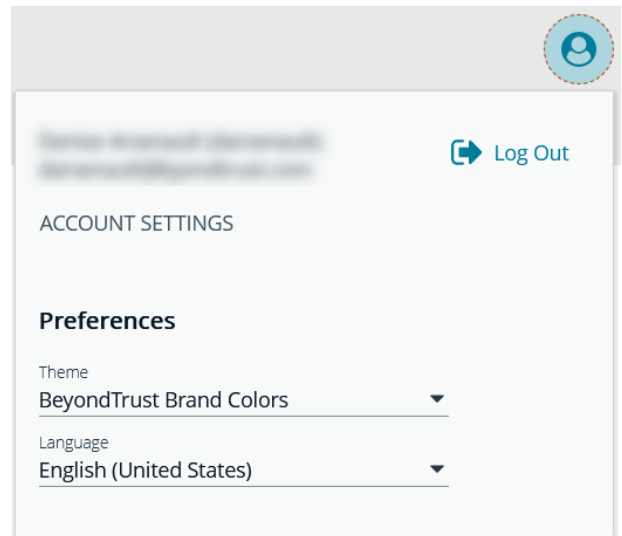 Log Out
ACCOUNT SETTINGS
Preferences
Theme
BeyondTrust Brand Colors
Language
English (United States)